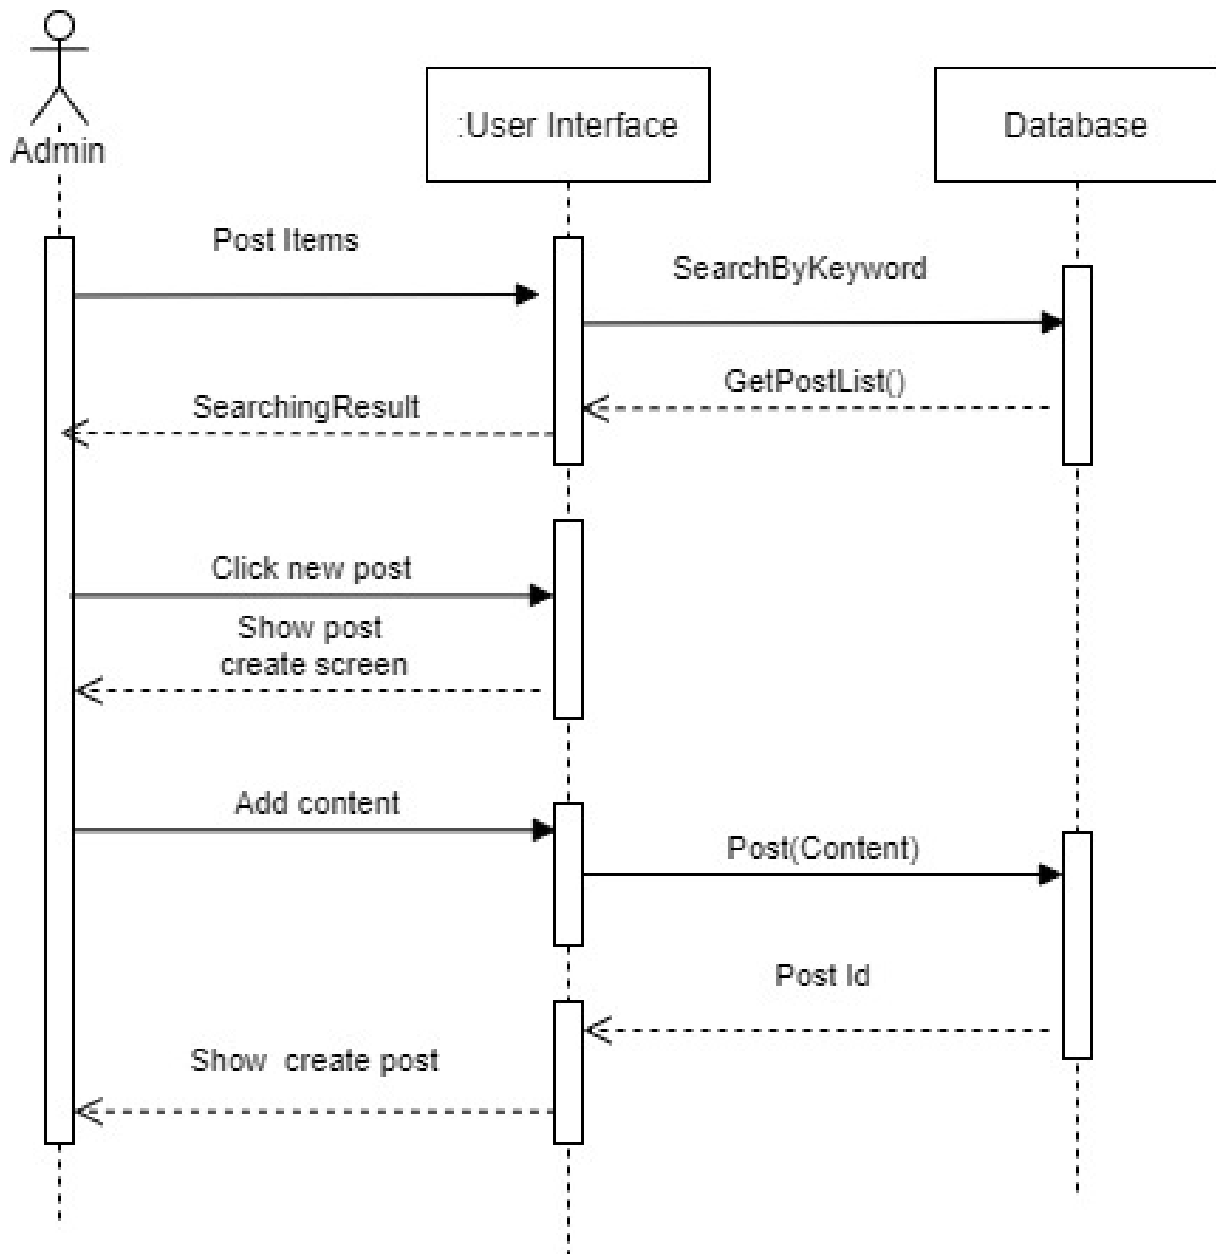 Admin
:User Interface
Database
Post Items
SearchByKeyword
GetPostList()
SearchingResult
Click new post
Show post
create screen
Add content
Post(Content)
Post Id
Show create post